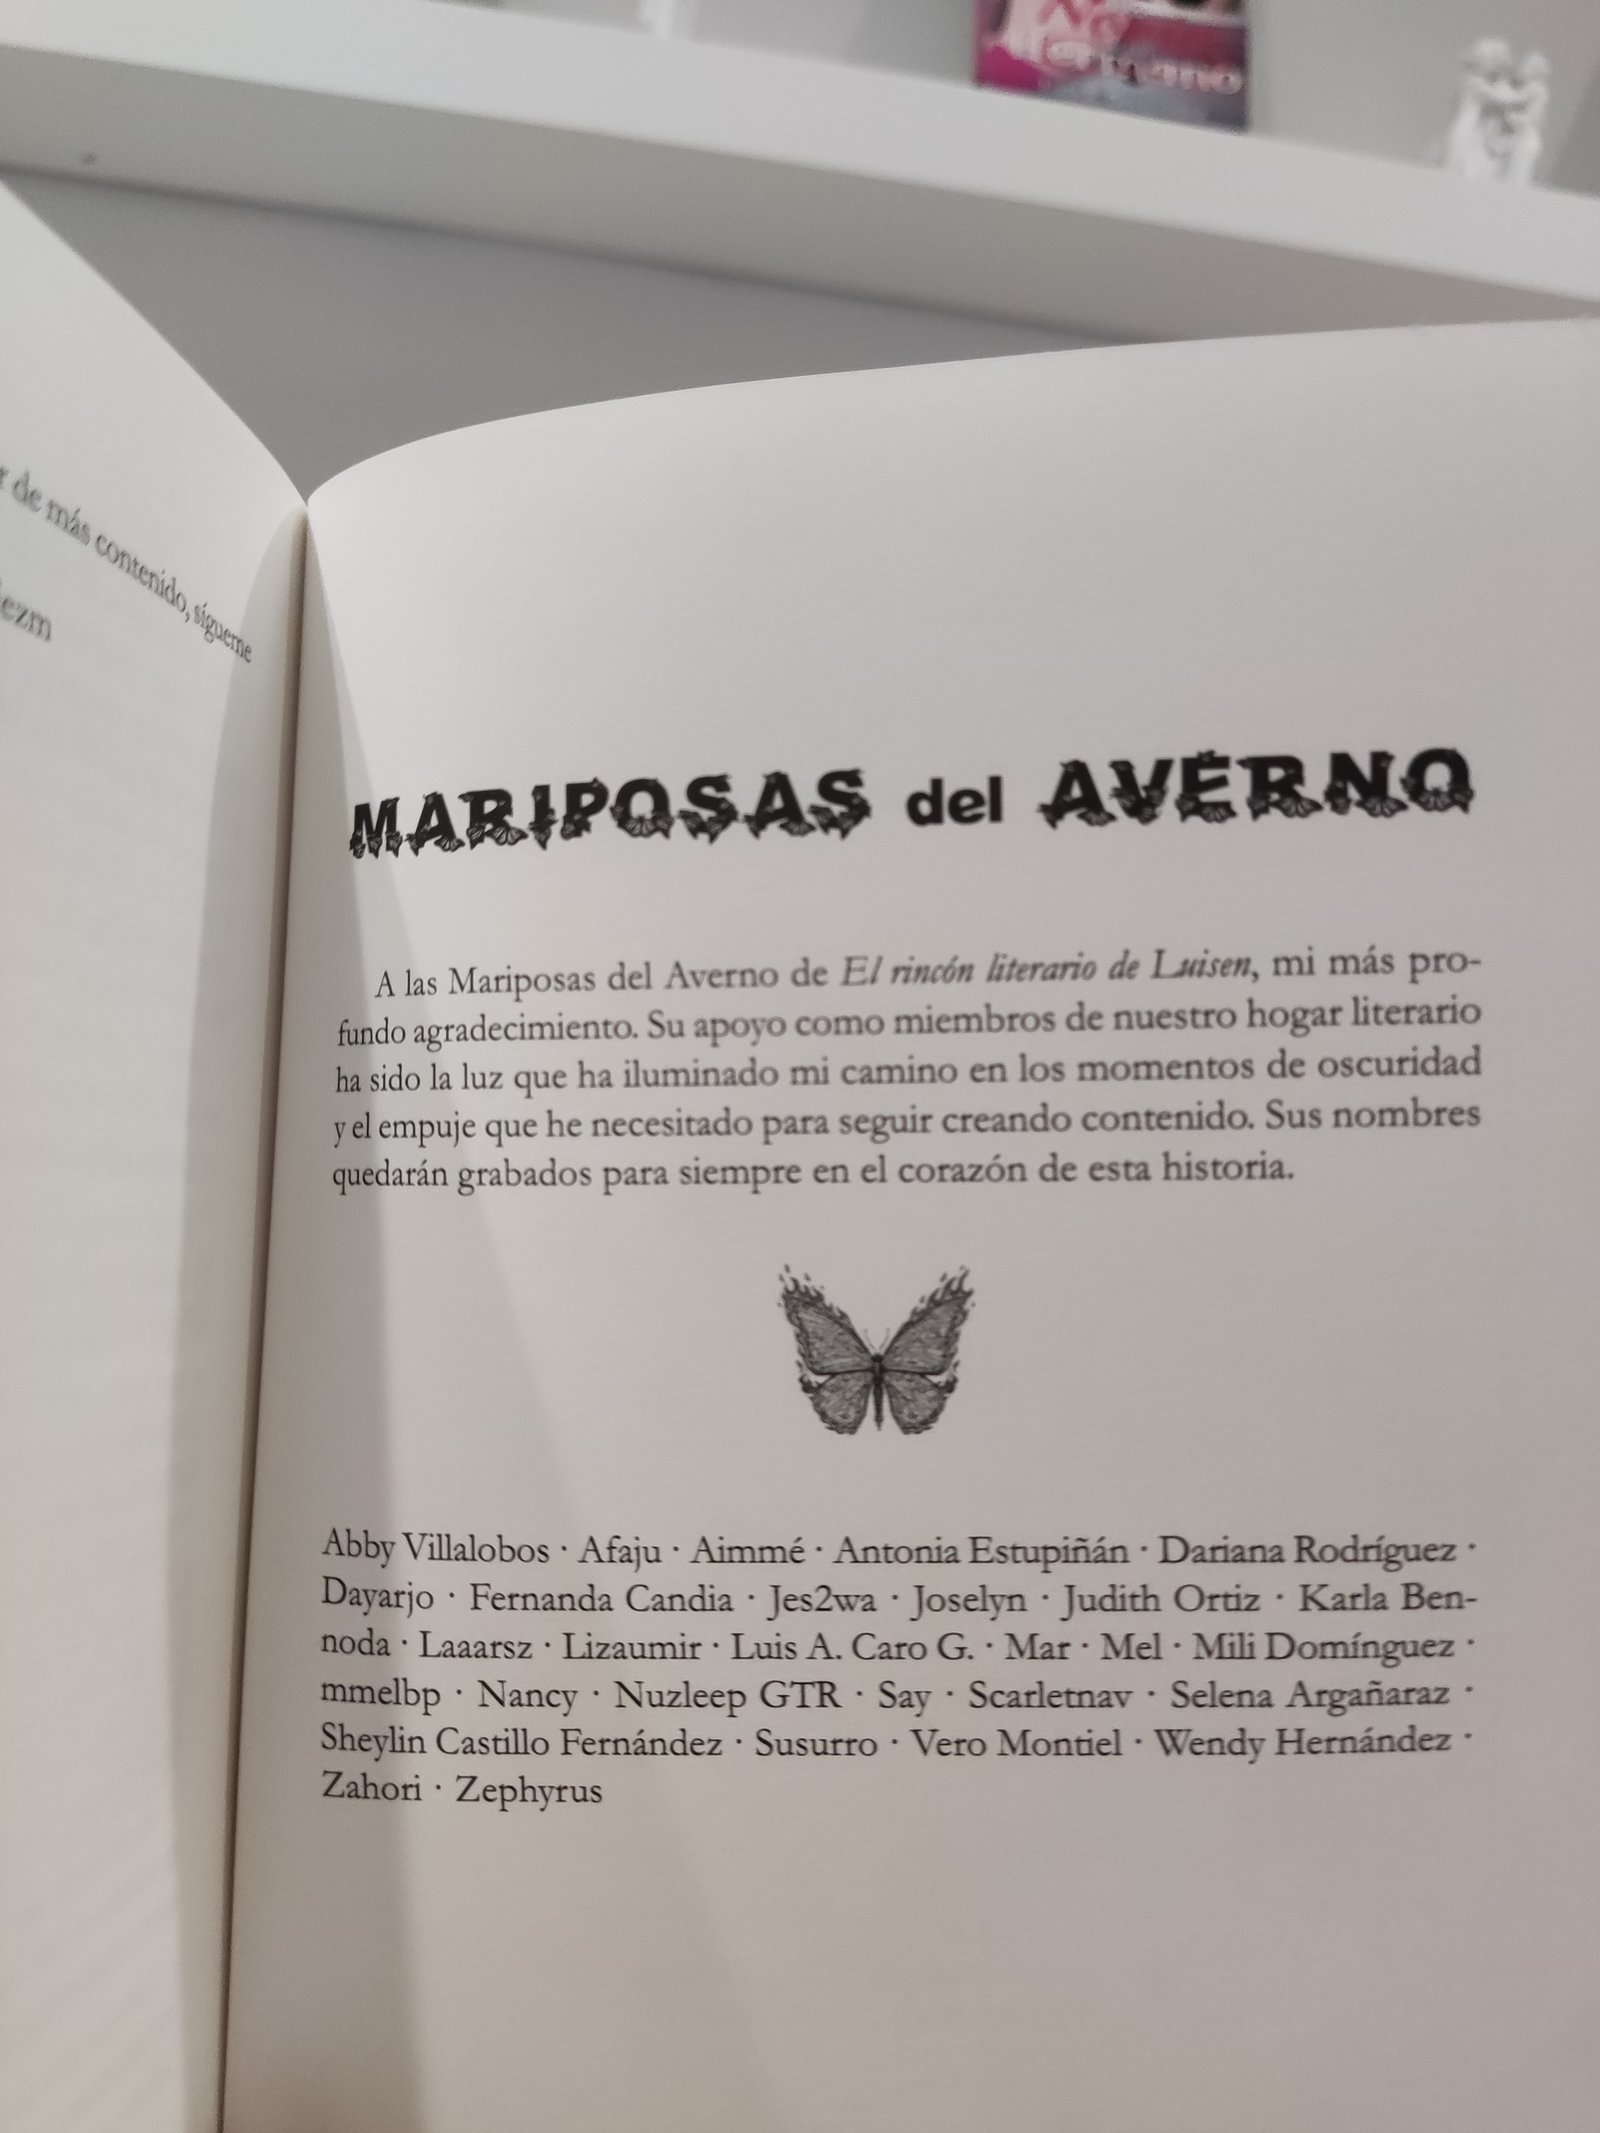 de más contenido, sígueme
MARIPOSAS del AVERNO
A las Mariposas del Averno de El rincón literario de Luisen, mi más pro-
fundo agradecimiento. Su apoyo como miembros de nuestro hogar literario
ha sido la luz que ha iluminado mi camino en los momentos de oscuridad
y el empuje que he necesitado para seguir creando contenido. Sus nombres
quedarán grabados para siempre en el corazón de esta historia.
Abby Villalobos · Afaju · Aimmé · Antonia Estupiñán · Dariana Rodríguez ·
Dayarjo · Fernanda Candia · Jes2wa · Joselyn · Judith Ortiz · Karla Ben-
noda · Laaarsz · Lizaumir · Luis A. Caro G. · Mar · Mel · Mili Domínguez ·
mmelbp · Nancy · Nuzleep GTR · Say · Scarletnav · Selena Argañaraz ·
Sheylin Castillo Fernández · Susurro · Vero Montiel · Wendy Hernández ·
Zahori · Zephyrus